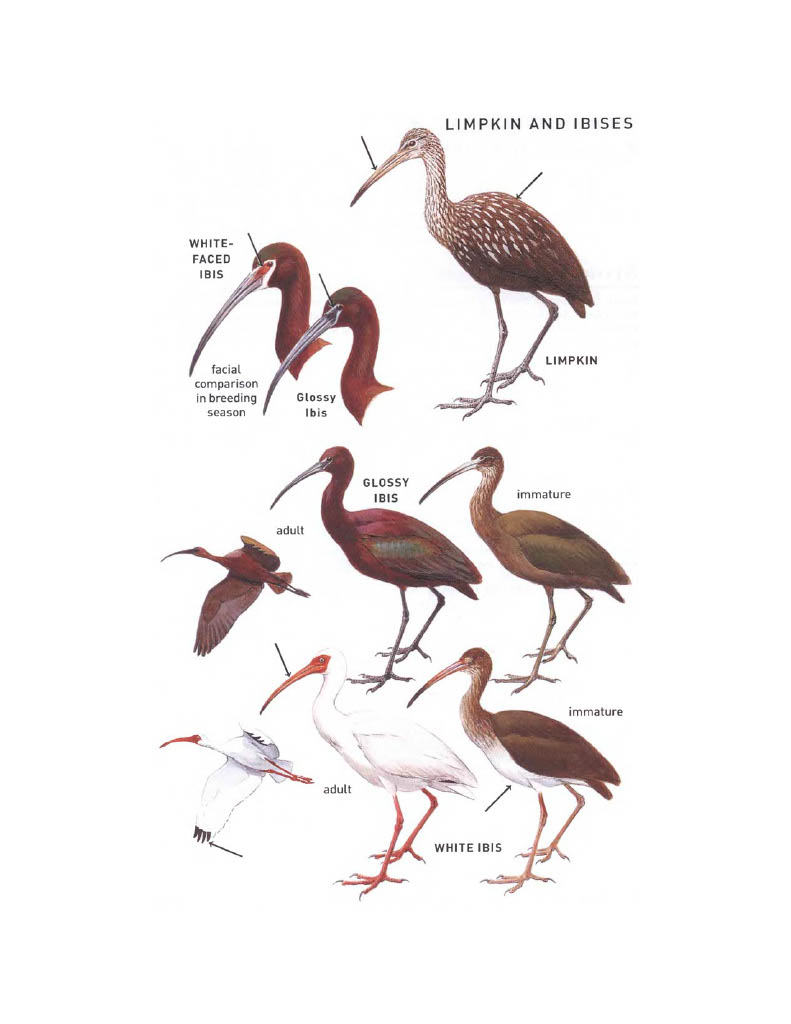 LIMPKIN AND IBISES
WHITE-
FACED
IBIS
facial
comparison
in breeding
season
Glossy
Ibis
LIMPKIN
GLOSSY
IBIS
immature
adult
immature
adult
WHITE IBIS